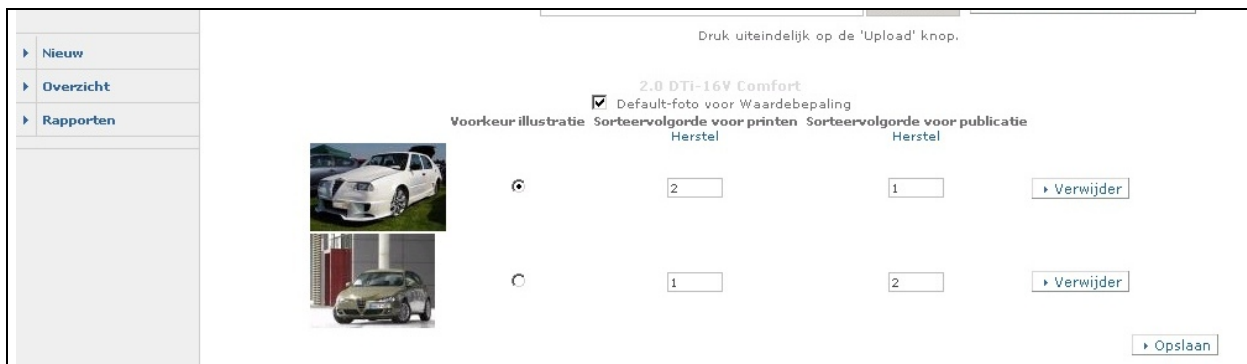 Druk uiteindelijk op de 'Upload' knop.
Nieuw
Overzicht
Rapporten
2.0 DTi-16V Comfort
Default-foto voor Waardebepaling
Voorkeur illustratie Sorteervolgorde voor printen Sorteervolgorde voor publicatie
Herstel Herstel
2 1 Verwijder
1 2 Verwijder
Opslaan